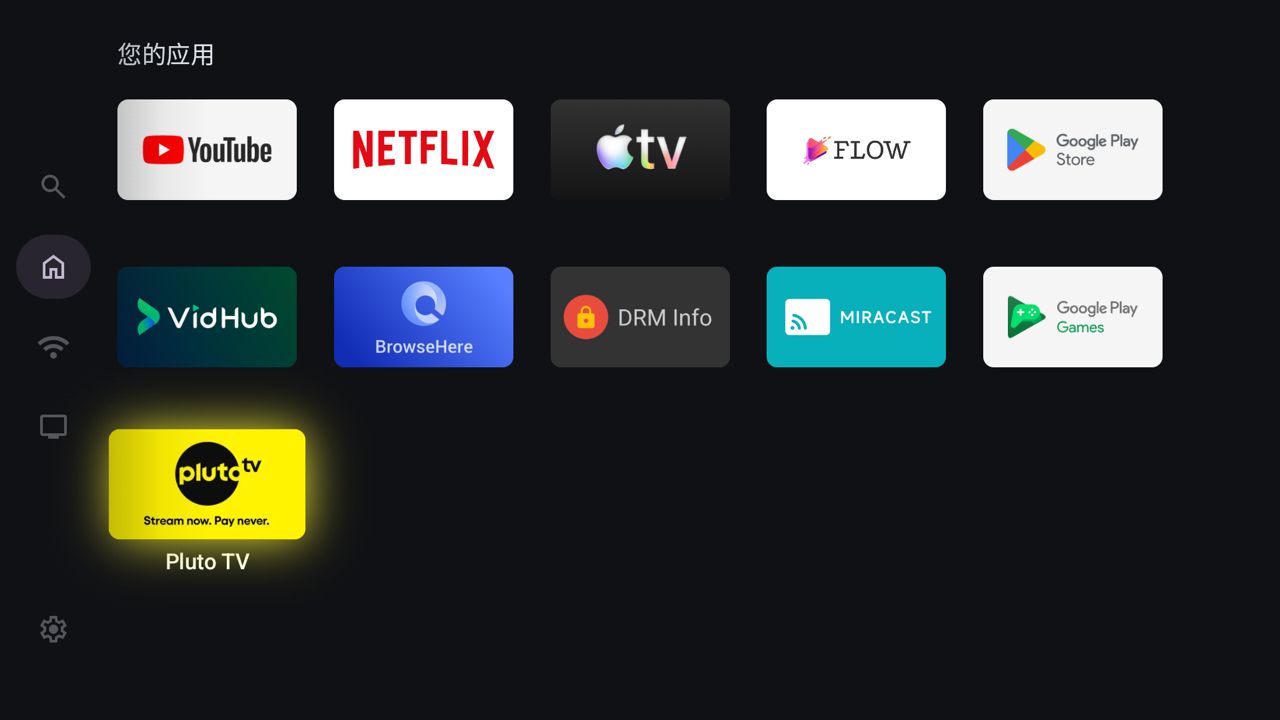 您的应用
YouTube
NETFLIX
tv
FLOW
Google Play
Store
VidHub
BrowseHere
DRM Info
MIRACAST
Google Play
Games
pluto tv
Stream now. Pay never.
Pluto TV